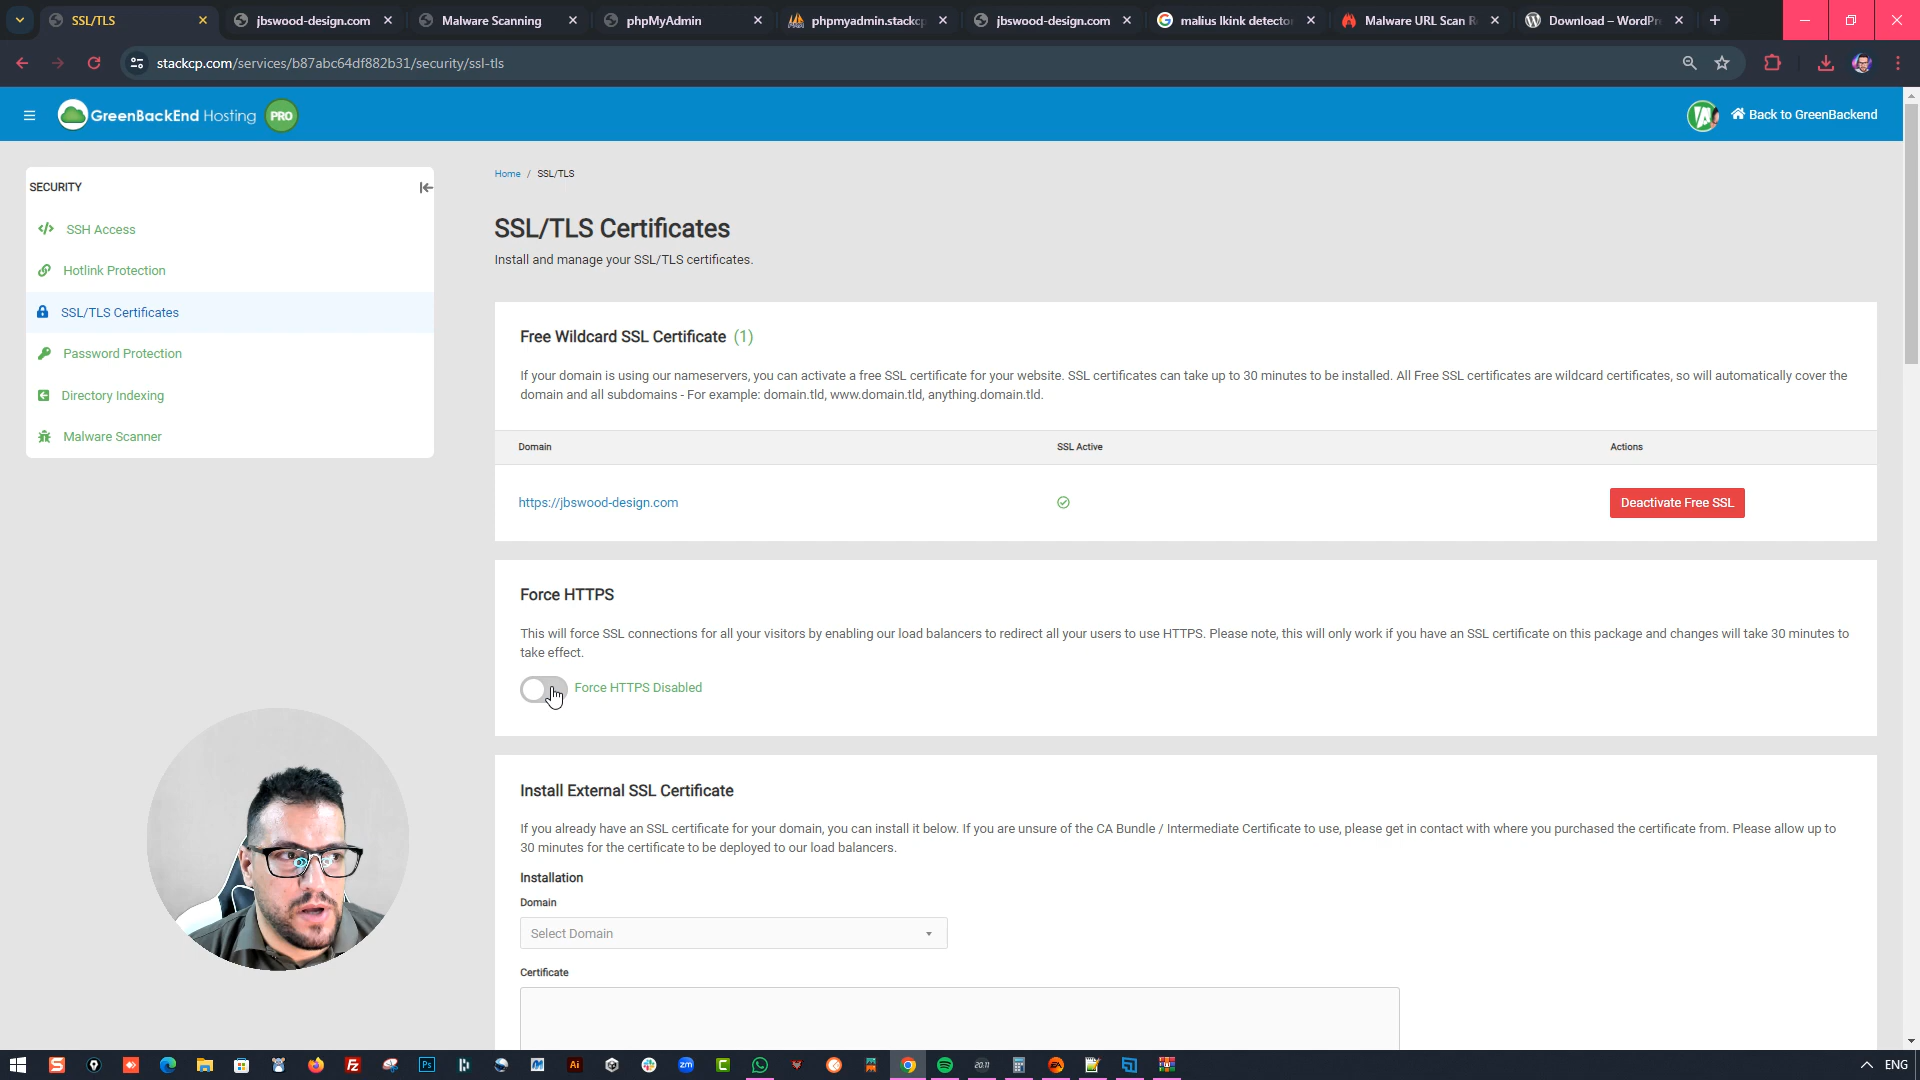 SSL/TLS
jbswood-design.com
Malware Scanning
phpMyAdmin
phpmyadmin.stackcp
jbswood-design.com
malius lkink detector
Malware URL Scan R
Download – WordPr
stackcp.com/services/b87abc64df882b31/security/ssl-tls
GreenBackEnd Hosting PRO
Back to GreenBackend
SECURITY
SSH Access
Hotlink Protection
SSL/TLS Certificates
Password Protection
Directory Indexing
Malware Scanner
Home / SSL/TLS
SSL/TLS Certificates
Install and manage your SSL/TLS certificates.
Free Wildcard SSL Certificate (1)
If your domain is using our nameservers, you can activate a free SSL certificate for your website. SSL certificates can take up to 30 minutes to be installed. All Free SSL certificates are wildcard certificates, so will automatically cover the
domain and all subdomains - For example: domain.tld, www.domain.tld, anything.domain.tld.
Domain SSL Active Actions
https://jbswood-design.com Deactivate Free SSL
Force HTTPS
This will force SSL connections for all your visitors by enabling our load balancers to redirect all your users to use HTTPS. Please note, this will only work if you have an SSL certificate on this package and changes will take 30 minutes to
take effect.
Force HTTPS Disabled
Install External SSL Certificate
If you already have an SSL certificate for your domain, you can install it below. If you are unsure of the CA Bundle / Intermediate Certificate to use, please get in contact with where you purchased the certificate from. Please allow up to
30 minutes for the certificate to be deployed to our load balancers.
Installation
Domain
Select Domain
Certificate
ENG